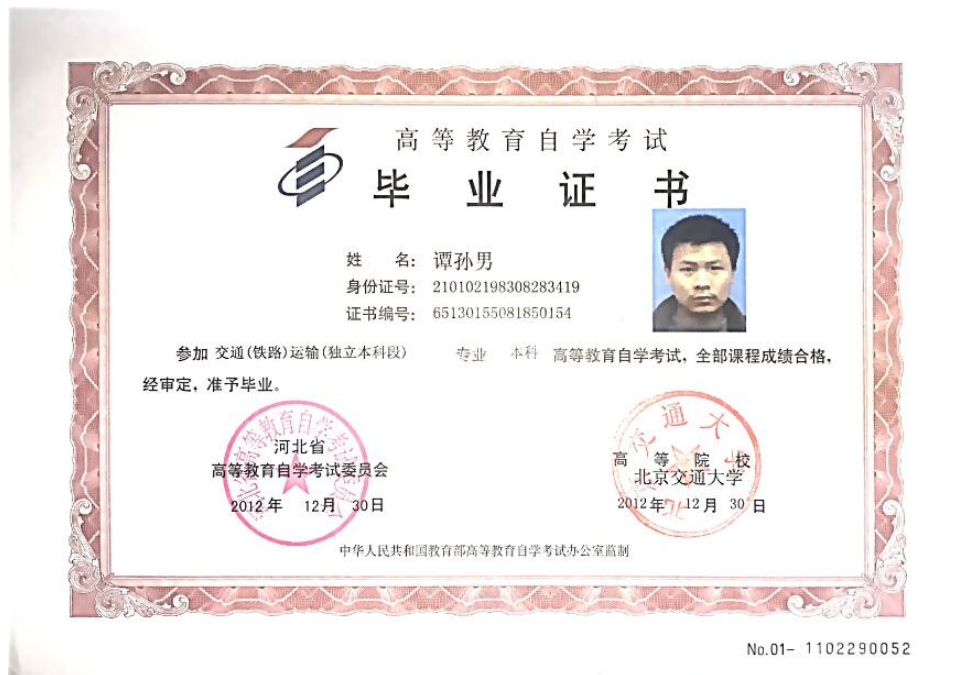 高等教育自学考试
毕业证书
姓 名: 谭孙男
身份证号: 210102198308283419
证书编号: 65130155081850154
参加 交通(铁路)运输(独立本科段) 专业 本科 高等教育自学考试, 全部课程成绩合格,
经审定, 准予毕业。
河北省
高等教育自学考试委员会
2012年 12月 30日
高等院校
北京交通大学
2012年 12月 30日
中华人民共和国教育部高等教育自学考试办公室监制
No.01- 1102290052